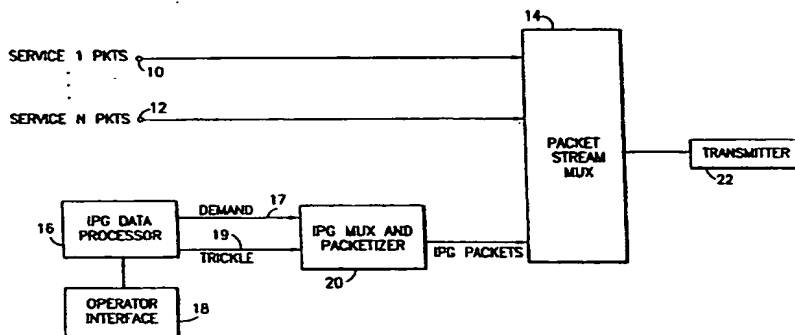 14
SERVICE 1 PKTS
10
SERVICE N PKTS
12
PACKET
STREAM
MUX
TRANSMITTER
22
16
IPG DATA
PROCESSOR
DEMAND
17
19
TRICKLE
IPG MUX AND
PACKETIZER
20
IPG PACKETS
OPERATOR
INTERFACE
18